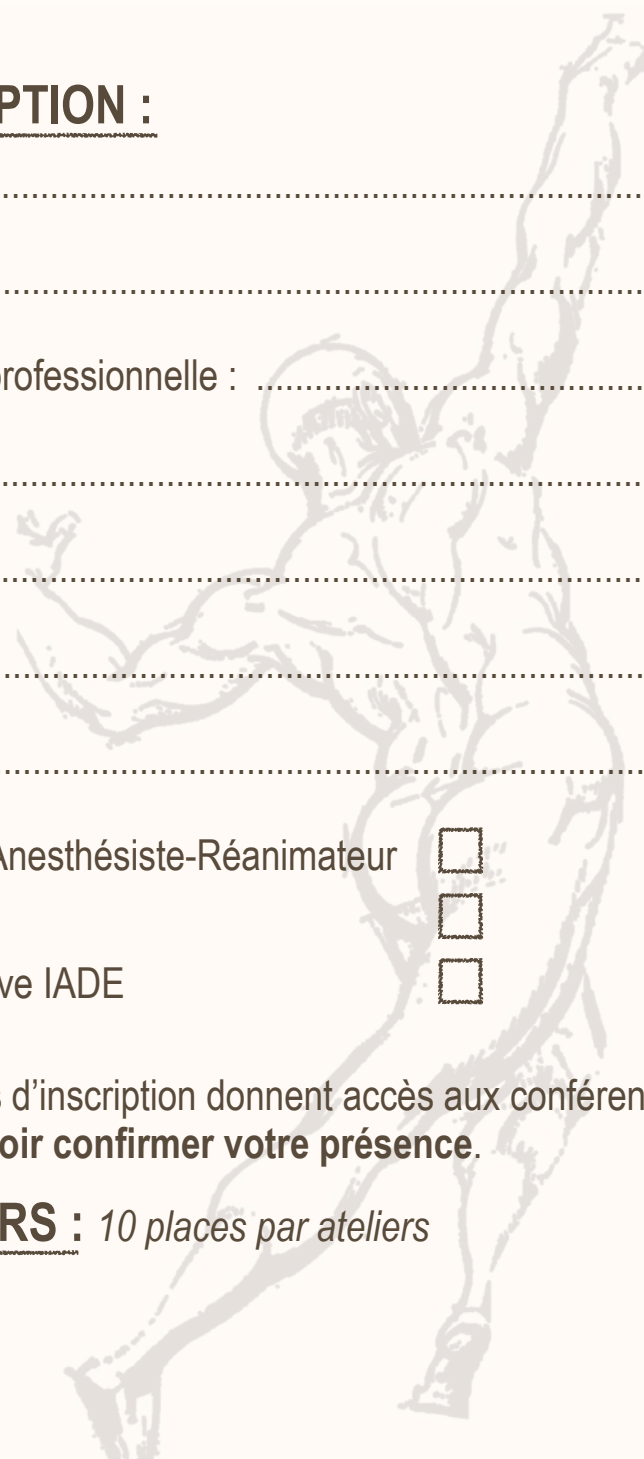 PTION :
................................................................................
................................................................................
professionnelle : ................................................
................................................................................
................................................................................
................................................................................
................................................................................
Anesthésiste-Réanimateur
ve IADE
s d’inscription donnent accès aux conféren
oir confirmer votre présence.
RS : 10 places par ateliers